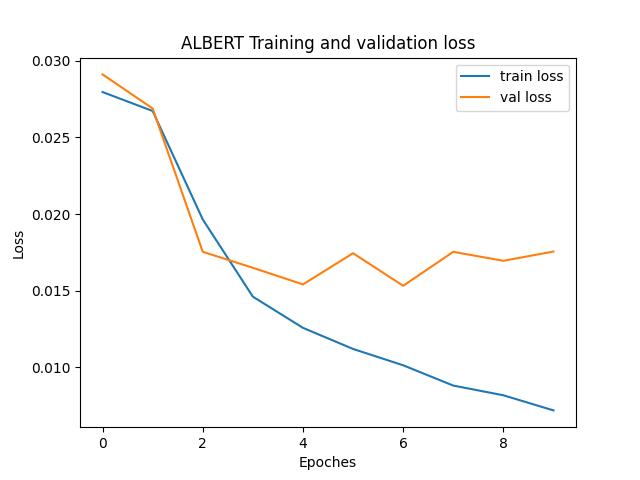 ALBERT Training and validation loss
train loss
val loss
0.030
0.025
0.020
0.015
0.010
Loss
0 2 4 6 8
Epoches